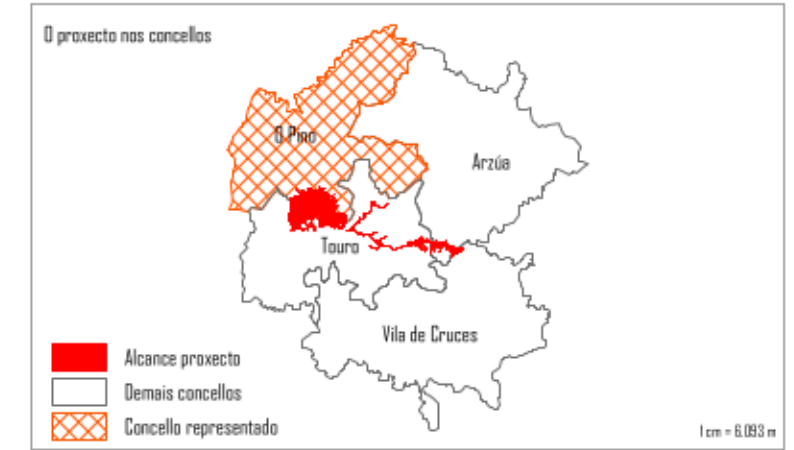 O proxecto nos concellos
O Pino
Arzúa
Touro
Vila de Cruces
Alcance proxecto
Demais concellos
Concello representado
1 cm = 6.093 m